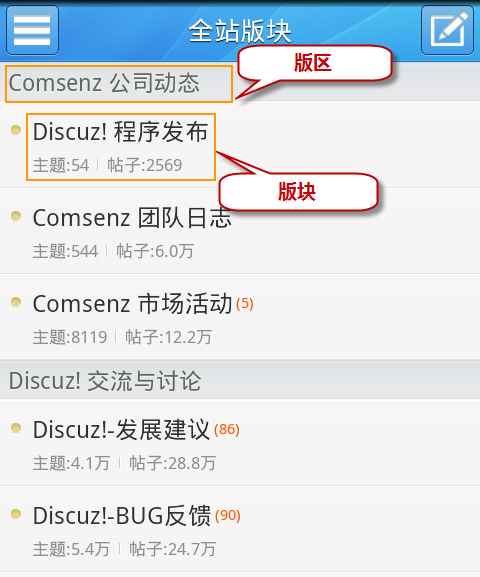 全站版块
版区
Comsenz 公司动态
Discuz! 程序发布
主题:54 帖子:2569
版块
Comsenz 团队日志
主题:544 帖子:6.0万
Comsenz 市场活动(5)
主题:8119 帖子:12.2万
Discuz! 交流与讨论
Discuz!-发展建议(86)
主题:4.1万 帖子:28.8万
Discuz!-BUG反馈(90)
主题:5.4万 帖子:24.7万